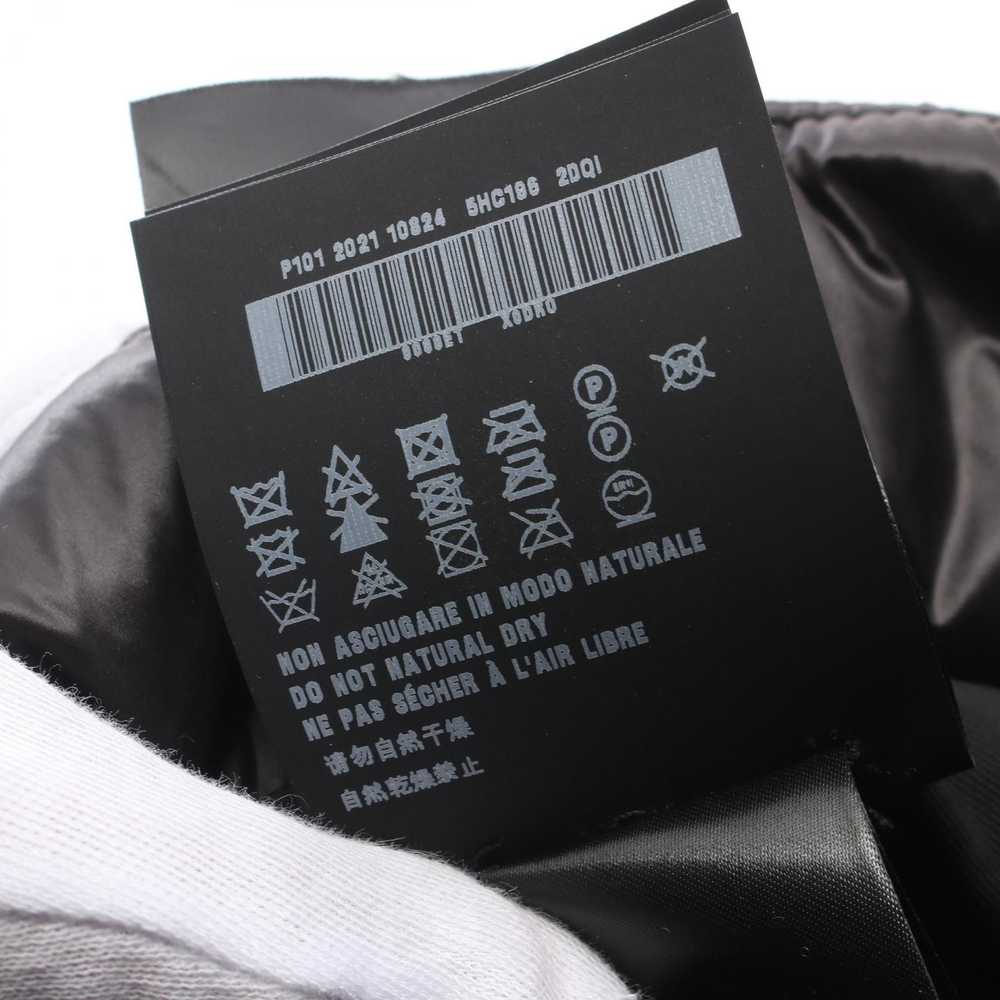 P101 2021 10824 5HC196 2DQI
NON ASCIUGARE IN MODO NATURALE
DO NOT NATURAL DRY
NE PAS SÉCHER À L'AIR LIBRE
请勿自然干燥
自然乾燥禁止